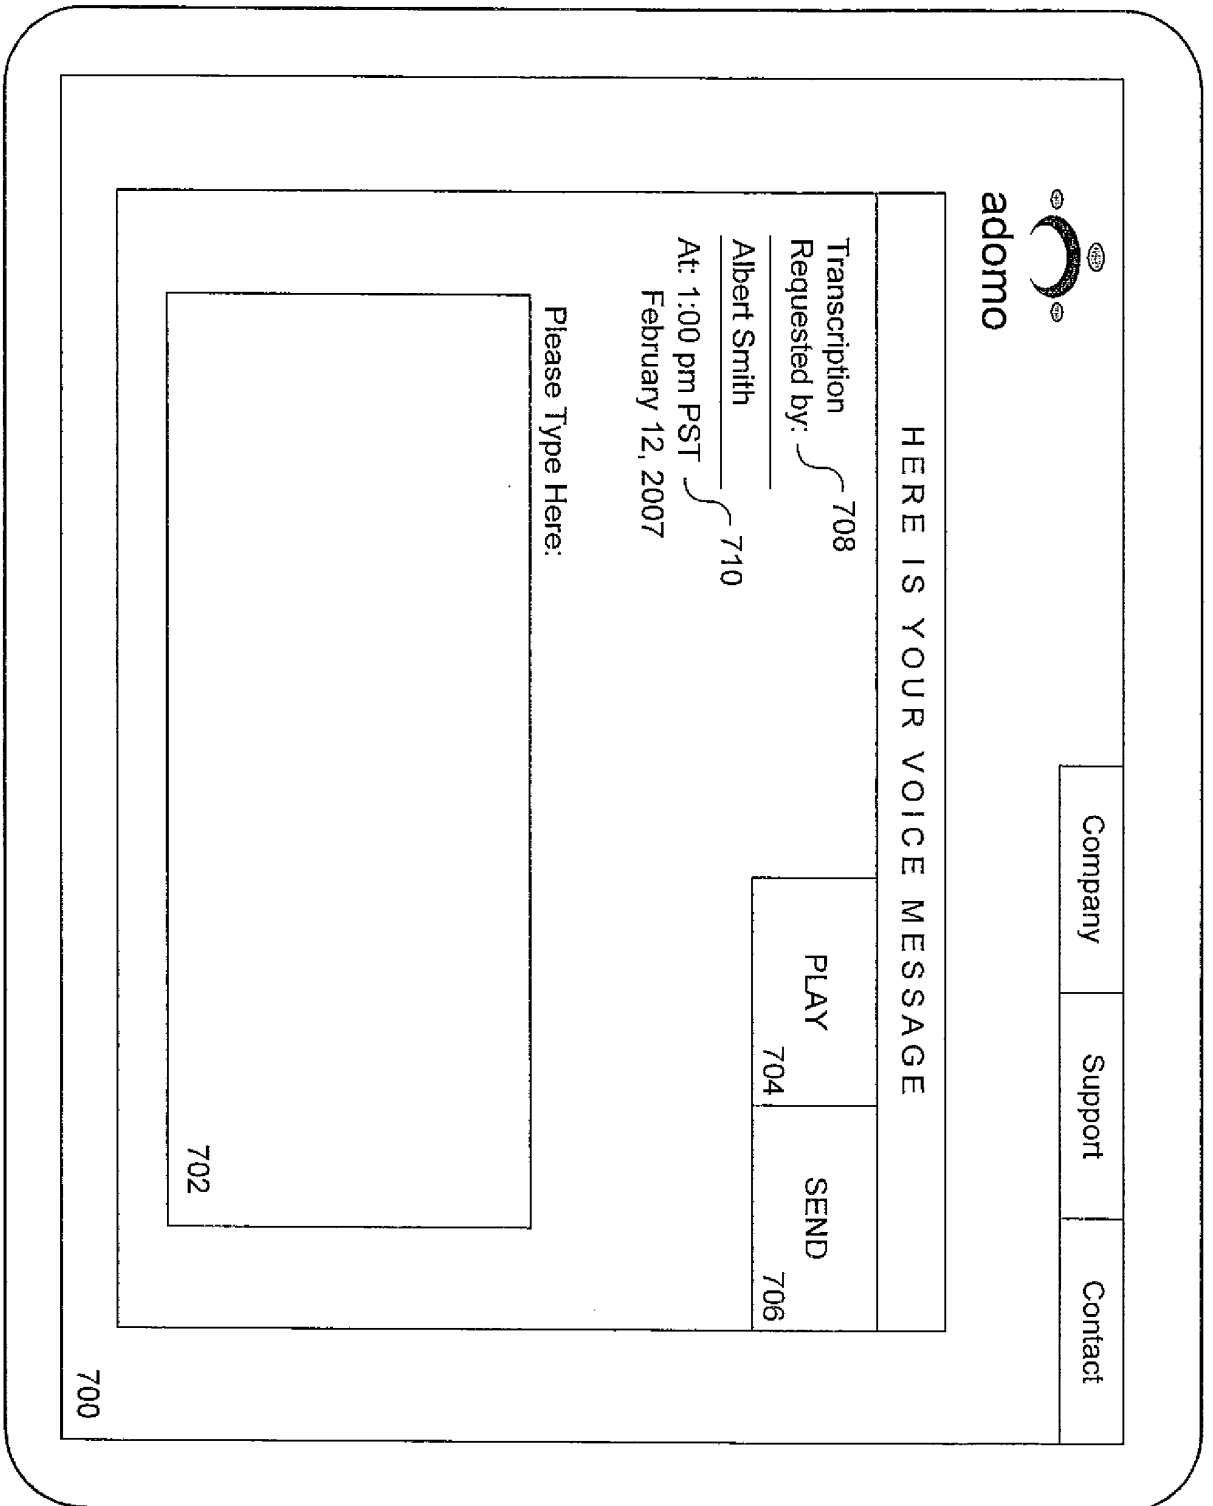 adomo
Company
Support
Contact
HERE IS YOUR VOICE MESSAGE
Transcription
Requested by:
708
Albert Smith
At: 1:00 pm PST
710
February 12, 2007
PLAY
704
SEND
706
Please Type Here:
702
700